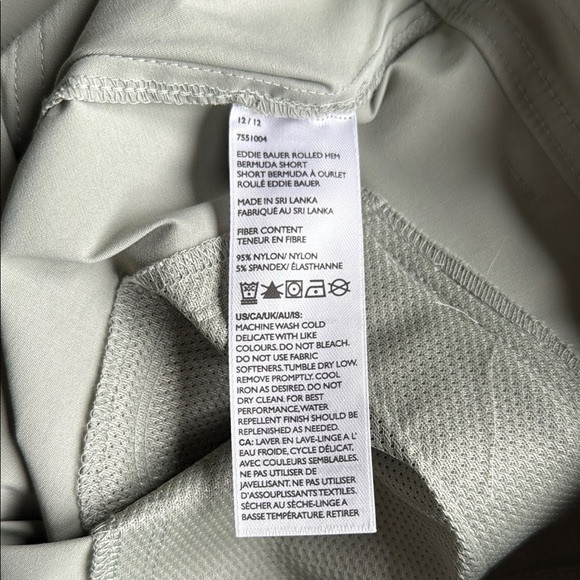 12 / 12
7551004
EDDIE BAUER ROLLED HEM
BERMUDA SHORT
SHORT BERMUDA À OURLET
ROULÉ EDDIE BAUER
MADE IN SRI LANKA
FABRIQUÉ AU SRI LANKA
FIBER CONTENT
TENEUR EN FIBRE
95% NYLON/ NYLON
5% SPANDEX/ ÉLASTHANNE
US/CA/UK/AU/IS:
MACHINE WASH COLD
DELICATE WITH LIKE
COLOURS. DO NOT BLEACH.
DO NOT USE FABRIC
SOFTENERS.TUMBLE DRY LOW.
REMOVE PROMPTLY. COOL
IRON AS DESIRED. DO NOT
DRY CLEAN. FOR BEST
PERFORMANCE,WATER
REPELLENT FINISH SHOULD BE
REPLENISHED AS NEEDED.
CA: LAVER EN LAVE-LINGE A L'
EAU FROIDE, CYCLE DÉLICAT,
AVEC COULEURS SEMBLABLES.
NE PAS UTILISER DE
JAVELLISANT. NE PAS UTILISER
D'ASSOUPLISSANTS TEXTILES.
SÉCHER AU SÈCHE-LINGE A
BASSE TEMPÉRATURE. RETIRER